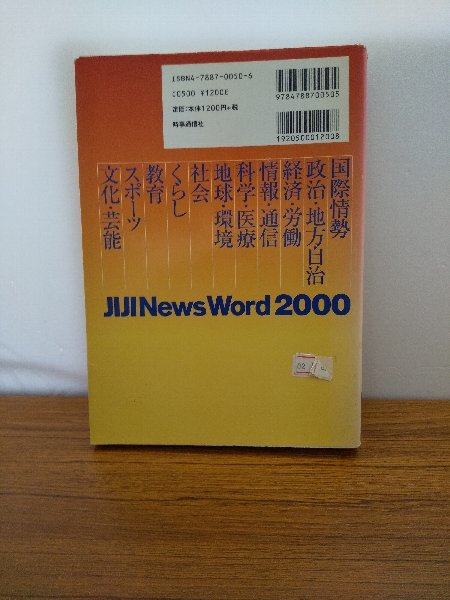 ISBN4-7887-0050-6
C0500 ¥1200E
定価:本体1200円+税
時事通信社
9784788700505
1920500012008
国際情勢
政治・地方自治
経済・労働
情報・通信
科学・医療
地球・環境
社会
くらし
教育
スポーツ
文化・芸能
JIJI News Word 2000
02